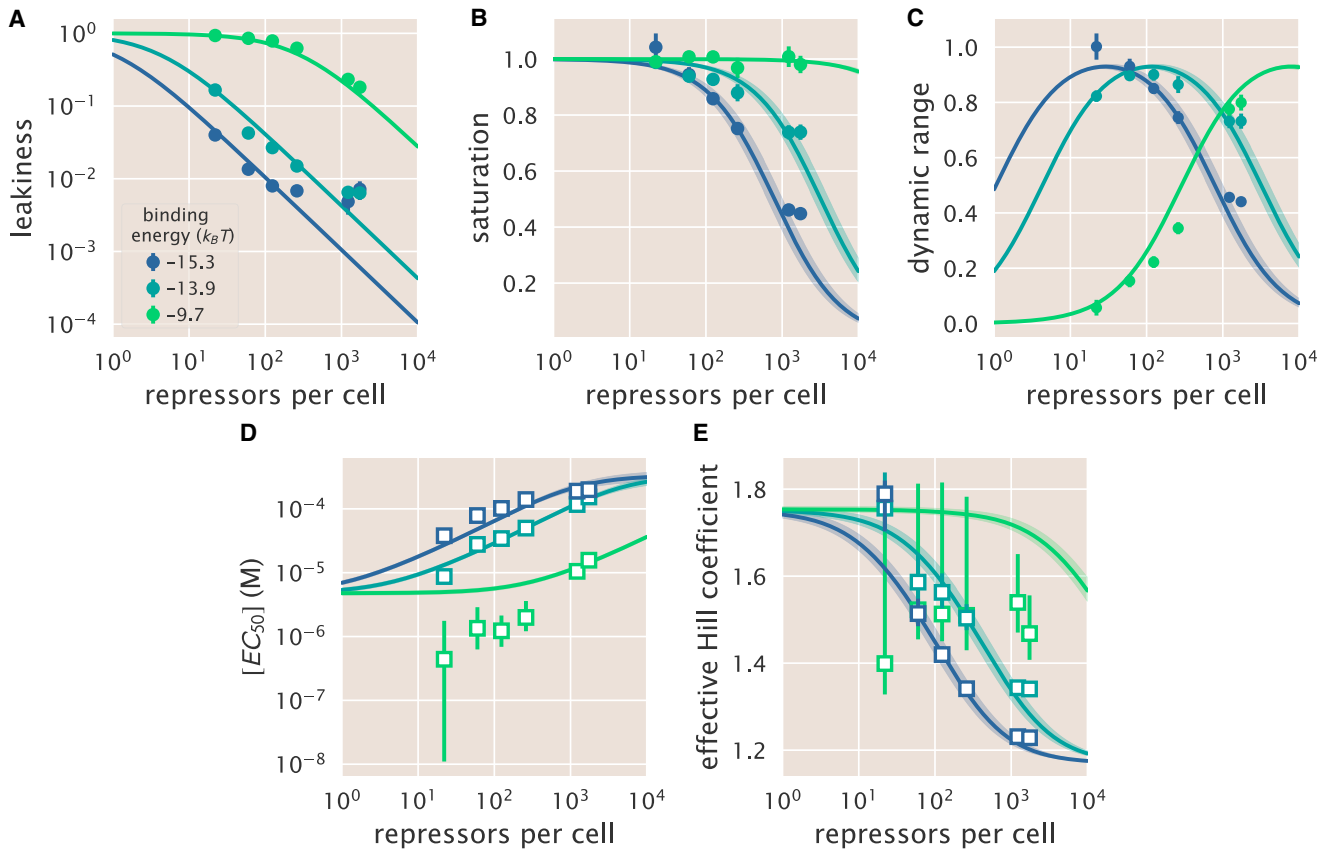 A
10⁰
10⁻¹
10⁻²
10⁻³
10⁻⁴
leakiness
binding
energy (k_BT)
−15.3
−13.9
−9.7
10⁰ 10¹ 10² 10³ 10⁴
repressors per cell
B
1.0
0.8
0.6
0.4
0.2
saturation
10⁰ 10¹ 10² 10³ 10⁴
repressors per cell
C
1.0
0.8
0.6
0.4
0.2
0.0
dynamic range
10⁰ 10¹ 10² 10³ 10⁴
repressors per cell
D
10⁻⁴
10⁻⁵
10⁻⁶
10⁻⁷
10⁻⁸
[EC₅₀] (M)
10⁰ 10¹ 10² 10³ 10⁴
repressors per cell
E
1.8
1.6
1.4
1.2
effective Hill coefficient
10⁰ 10¹ 10² 10³ 10⁴
repressors per cell